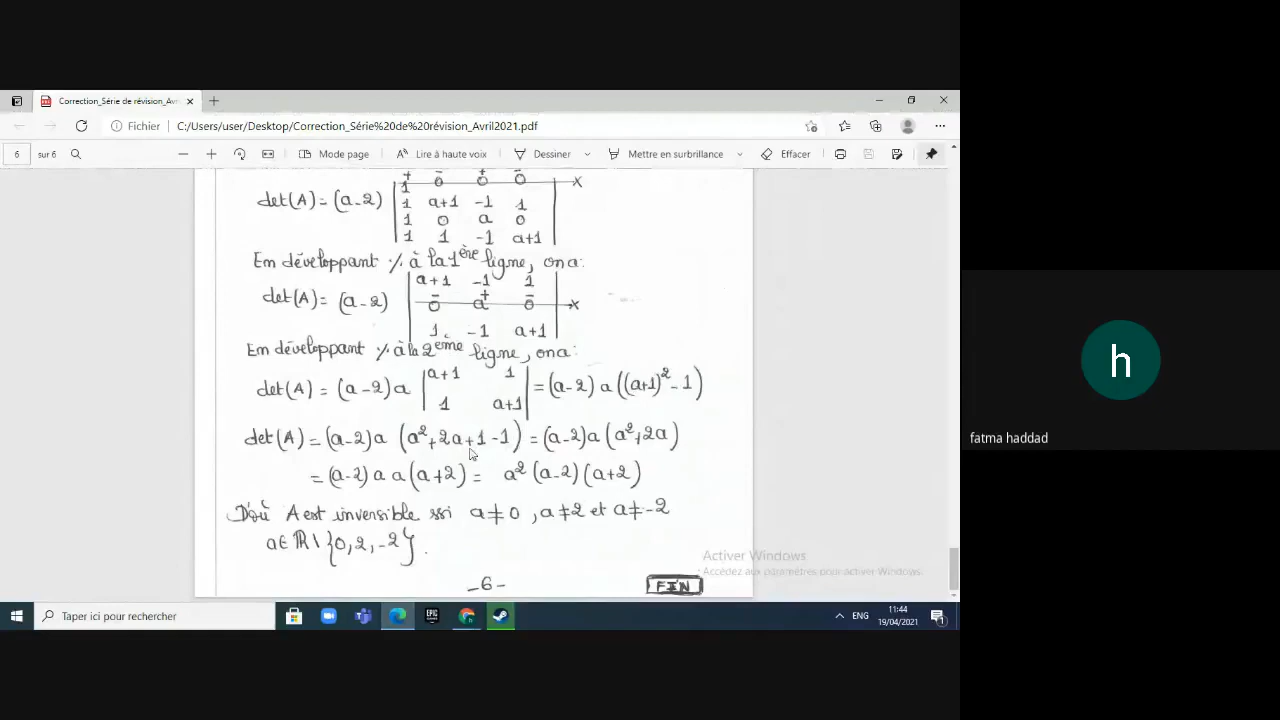 Correction_Série de révision_Avr
Fichier C:/Users/user/Desktop/Correction_Série%20de%20révision_Avril2021.pdf
6 sur 6 Mode page Lire à haute voix Dessiner Mettre en surbrillance Effacer
+ - + -
1 0 0 0 x
det(A) = (a-2) | 1 a+1 -1 1 |
| 1 0 a 0 |
| 1 1 -1 a+1 |
En développant % à la 1ère ligne, on a:
| a+1 -1 1 |
det(A) = (a-2) | 0 a 0 | x
- + -
| 1 -1 a+1 |
En développant % à la 2ème ligne, on a:
det(A) = (a-2) a | a+1 1 | = (a-2) a ((a+1)² - 1)
| 1 a+1 |
det(A) = (a-2)a (a²+2a+1-1) = (a-2)a (a²+2a)
= (a-2) a a (a+2) = a² (a-2) (a+2)
D'où A est inversible ssi a≠0, a≠2 et a≠-2
a∈ℝ\{0,2,-2}.
-6-
FIN
Activer Windows
Accédez aux paramètres pour activer Windows.
Taper ici pour rechercher
EPIC
ENG
11:44
19/04/2021
1
h
fatma haddad